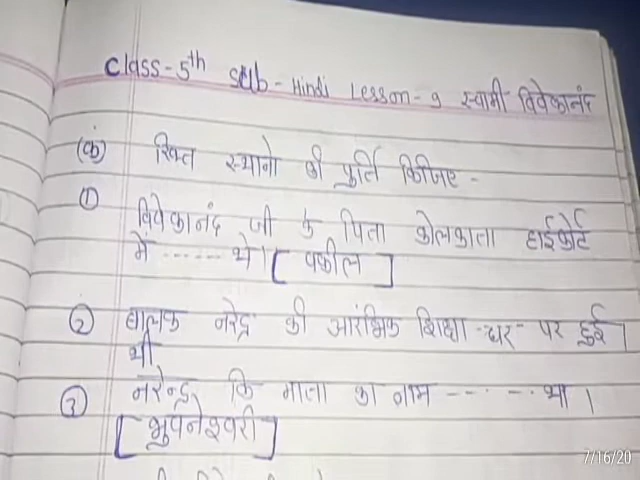 Class-5th Sub-Hindi Lesson-9 स्वामी विवेकानंद
(क) रिक्त स्थानो की पुर्ति किजिए -
① विवेकानंद जी के पिता कोलकाता हाईकोर्ट
में ------ थे। [ वकील ]
② बालक नरेंद्र की आरंभिक शिक्षा -घर- पर हुई।
थी
③ नरेन्द्र कि माता का नाम ------ था।
[ भुवनेश्वरी ]
7/16/20